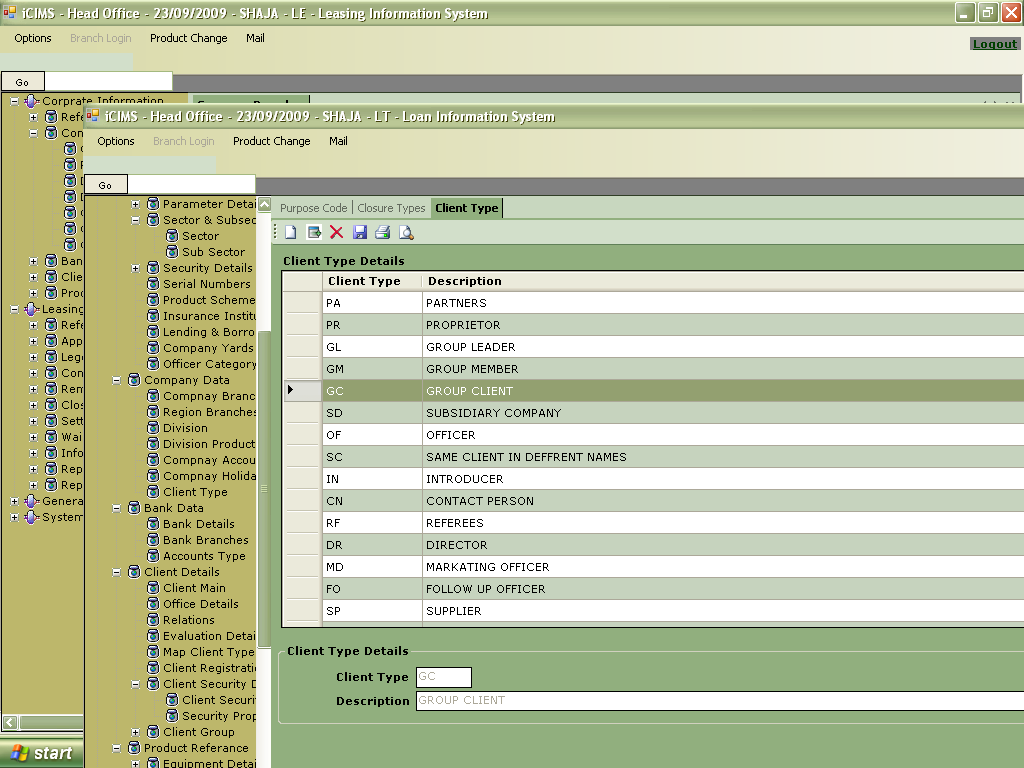 iCIMS - Head Office - 23/09/2009 - SHAJA - LE - Leasing Information System
Options Branch Login Product Change Mail
Logout
Go
Corprate Information
iCIMS - Head Office - 23/09/2009 - SHAJA - LT - Loan Information System
Options Branch Login Product Change Mail
Go
Refe
Con
Ban
Clie
Proc
Leasing
Refe
App
Lega
Con
Rem
Clos
Sett
Wai
Info
Rep
Rep
Genera
System
start
Parameter Detai
Sector & Subsec
Sector
Sub Sector
Security Details
Serial Numbers
Product Scheme
Insurance Institu
Lending & Borro
Company Yards
Officer Category
Company Data
Compnay Branc
Region Branches
Division
Division Product
Compnay Accou
Compnay Holida
Client Type
Bank Data
Bank Details
Bank Branches
Accounts Type
Client Details
Client Main
Office Details
Relations
Evaluation Detai
Map Client Type
Client Registrati
Client Security D
Client Securi
Security Prop
Client Group
Product Referance
Equipment Detai
Purpose Code Closure Types Client Type
Client Type Details
Client Type Description
PA PARTNERS
PR PROPRIETOR
GL GROUP LEADER
GM GROUP MEMBER
GC GROUP CLIENT
SD SUBSIDIARY COMPANY
OF OFFICER
SC SAME CLIENT IN DEFFRENT NAMES
IN INTRODUCER
CN CONTACT PERSON
RF REFEREES
DR DIRECTOR
MD MARKATING OFFICER
FO FOLLOW UP OFFICER
SP SUPPLIER
Client Type Details
Client Type GC
Description GROUP CLIENT